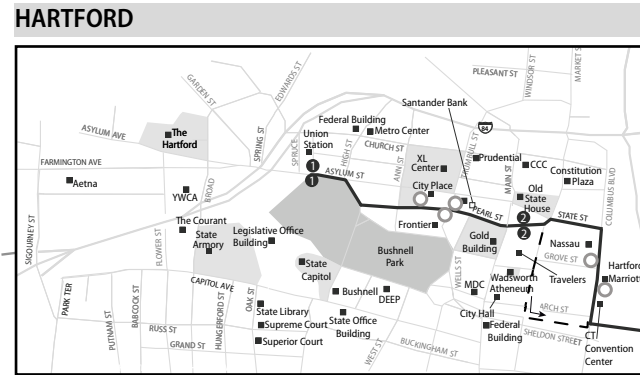 HARTFORD
PLEASANT ST
WINDSOR ST
MARKET S
GARDEN ST
EDWARDS ST
Santander Bank
84
Federal Building
Metro Center
Union
Station
ASYLUM AVE
The
Hartford
SPRING ST
SPRUCE
HIGH ST
CHURCH ST
ANN ST
XL
Center
TRUMBULL ST
Prudential
MAIN ST
CCC
Constitution
Plaza
COLUMBUS BLVD
FARMINGTON AVE
1
1
ASYLUM ST
City Place
Old
State
House
Aetna
YWCA
BROAD
PEARL ST
2
2
STATE ST
SIGOURNEY ST
The Courant
State
Armory
Legislative Office
Building
Frontier
Gold
Building
Nassau
GROVE ST
FLOWER ST
Bushnell
Park
State
Capitol
WELLS ST
Wadsworth
Atheneum
Travelers
Hartford
Marriott
CAPITOL AVE
OAK ST
Bushnell
DEEP
MDC
ARCH ST
PARK TER
PUTNAM ST
BABCOCK ST
HUNGERFORD ST
State Library
Supreme Court
Superior Court
State Office
Building
City Hall
Federal
Building
SHELDON STREET
CT
Convention
Center
RUSS ST
GRAND ST
WEST ST
BUCKINGHAM ST